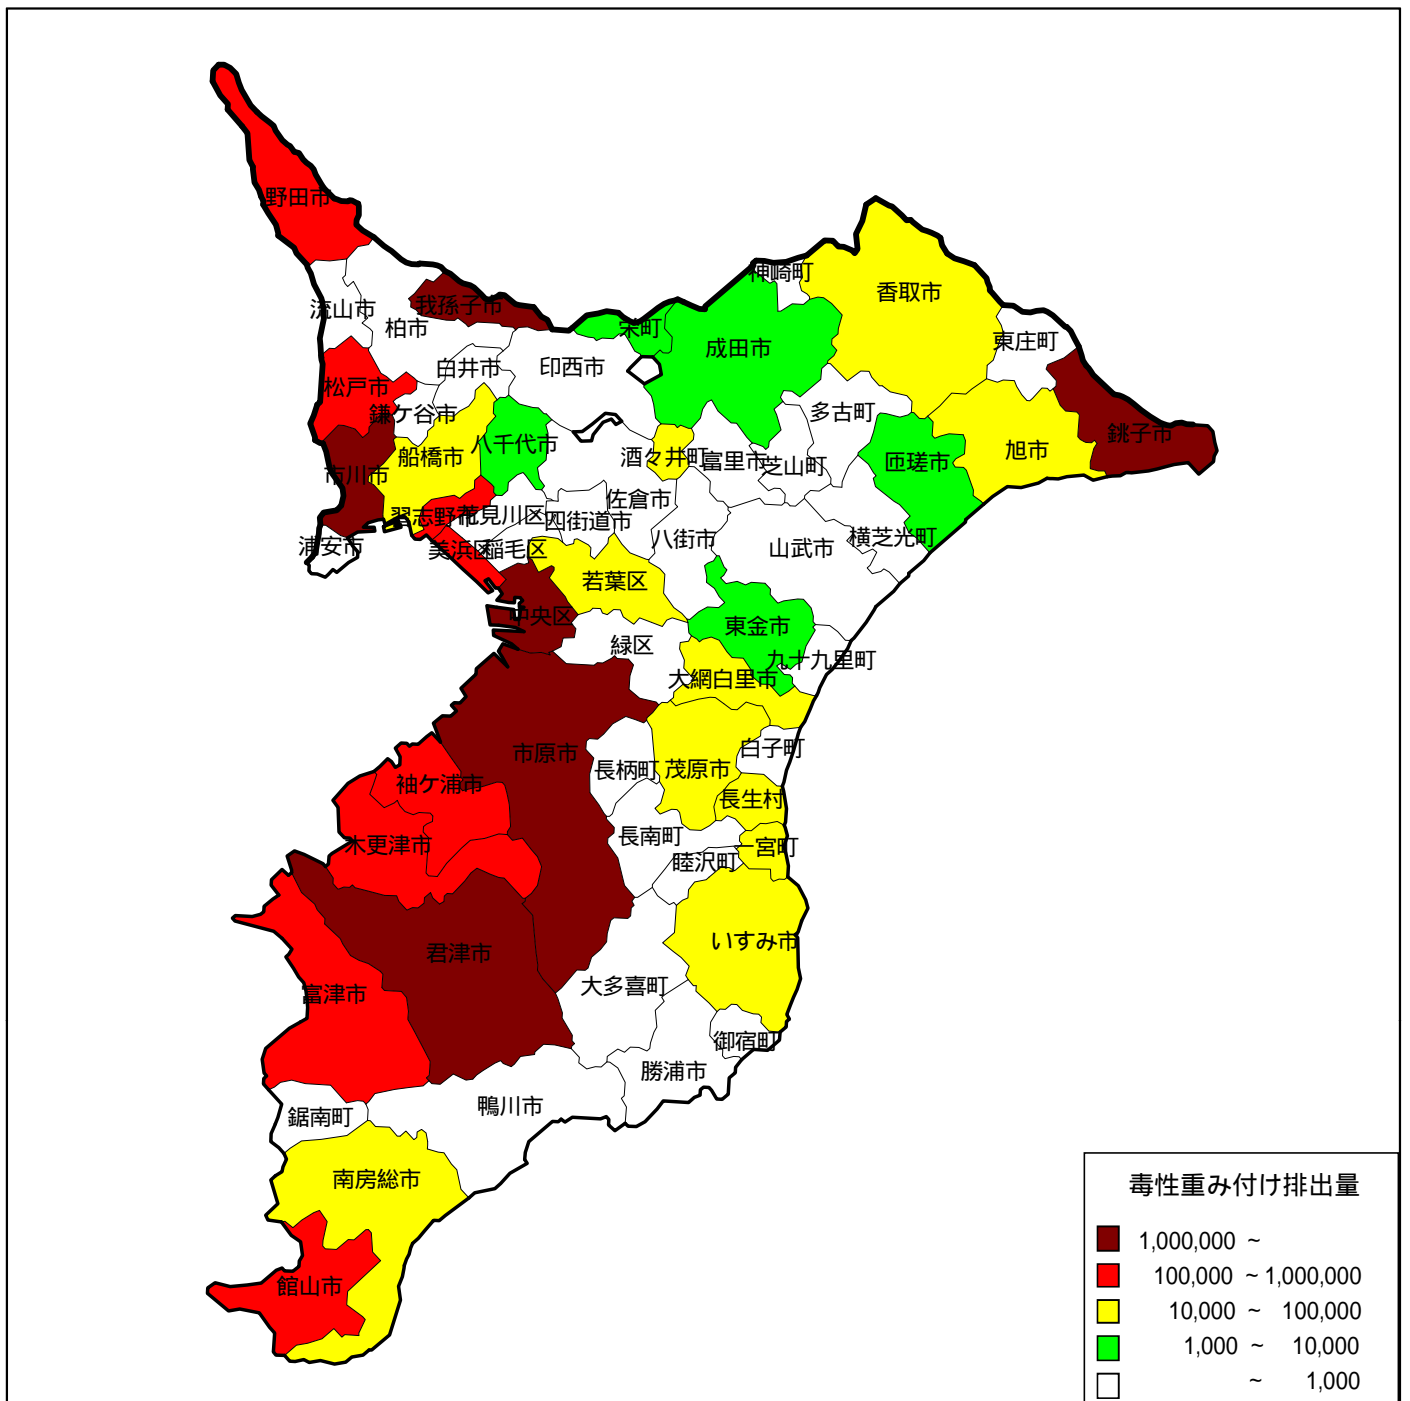 野田市
流山市
柏市
我孫子市
松戸市
白井市
鎌ケ谷市
印西市
栄町
成田市
神崎町
香取市
東庄町
銚子市
旭市
匝瑳市
多古町
芝山町
富里市
酒々井町
八千代市
船橋市
市川市
浦安市
習志野市
花見川区
美浜区
稲毛区
四街道市
佐倉市
八街市
山武市
横芝光町
若葉区
中央区
緑区
東金市
九十九里町
大網白里市
市原市
長柄町
茂原市
白子町
長生村
長南町
睦沢町
一宮町
袖ケ浦市
木更津市
君津市
富津市
いすみ市
大多喜町
御宿町
勝浦市
鴨川市
鋸南町
南房総市
館山市
毒性重み付け排出量
1,000,000 ~
100,000 ~ 1,000,000
10,000 ~ 100,000
1,000 ~ 10,000
~ 1,000